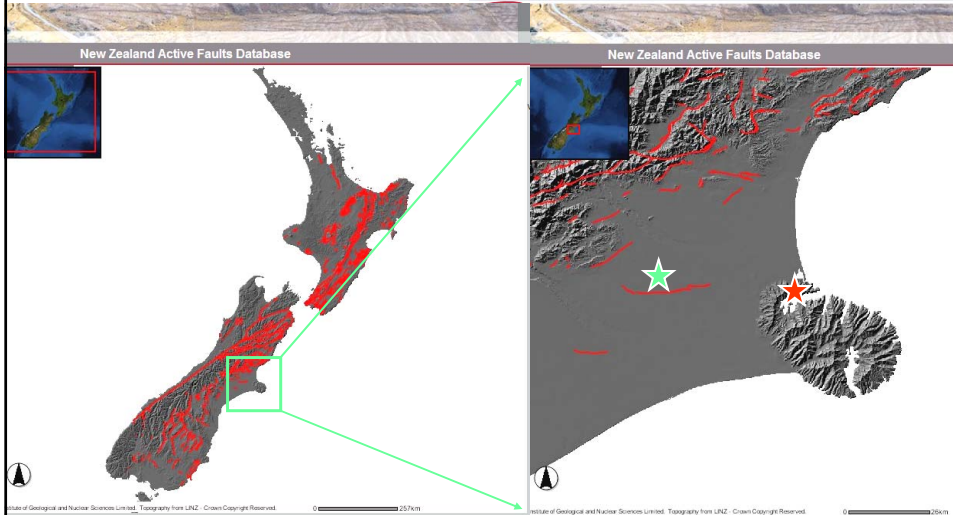 New Zealand Active Faults Database
New Zealand Active Faults Database
stitute of Geological and Nuclear Sciences Limited. Topography from LINZ - Crown Copyright Reserved.
0 257km
Institute of Geological and Nuclear Sciences Limited. Topography from LINZ - Crown Copyright Reserved.
0 26km